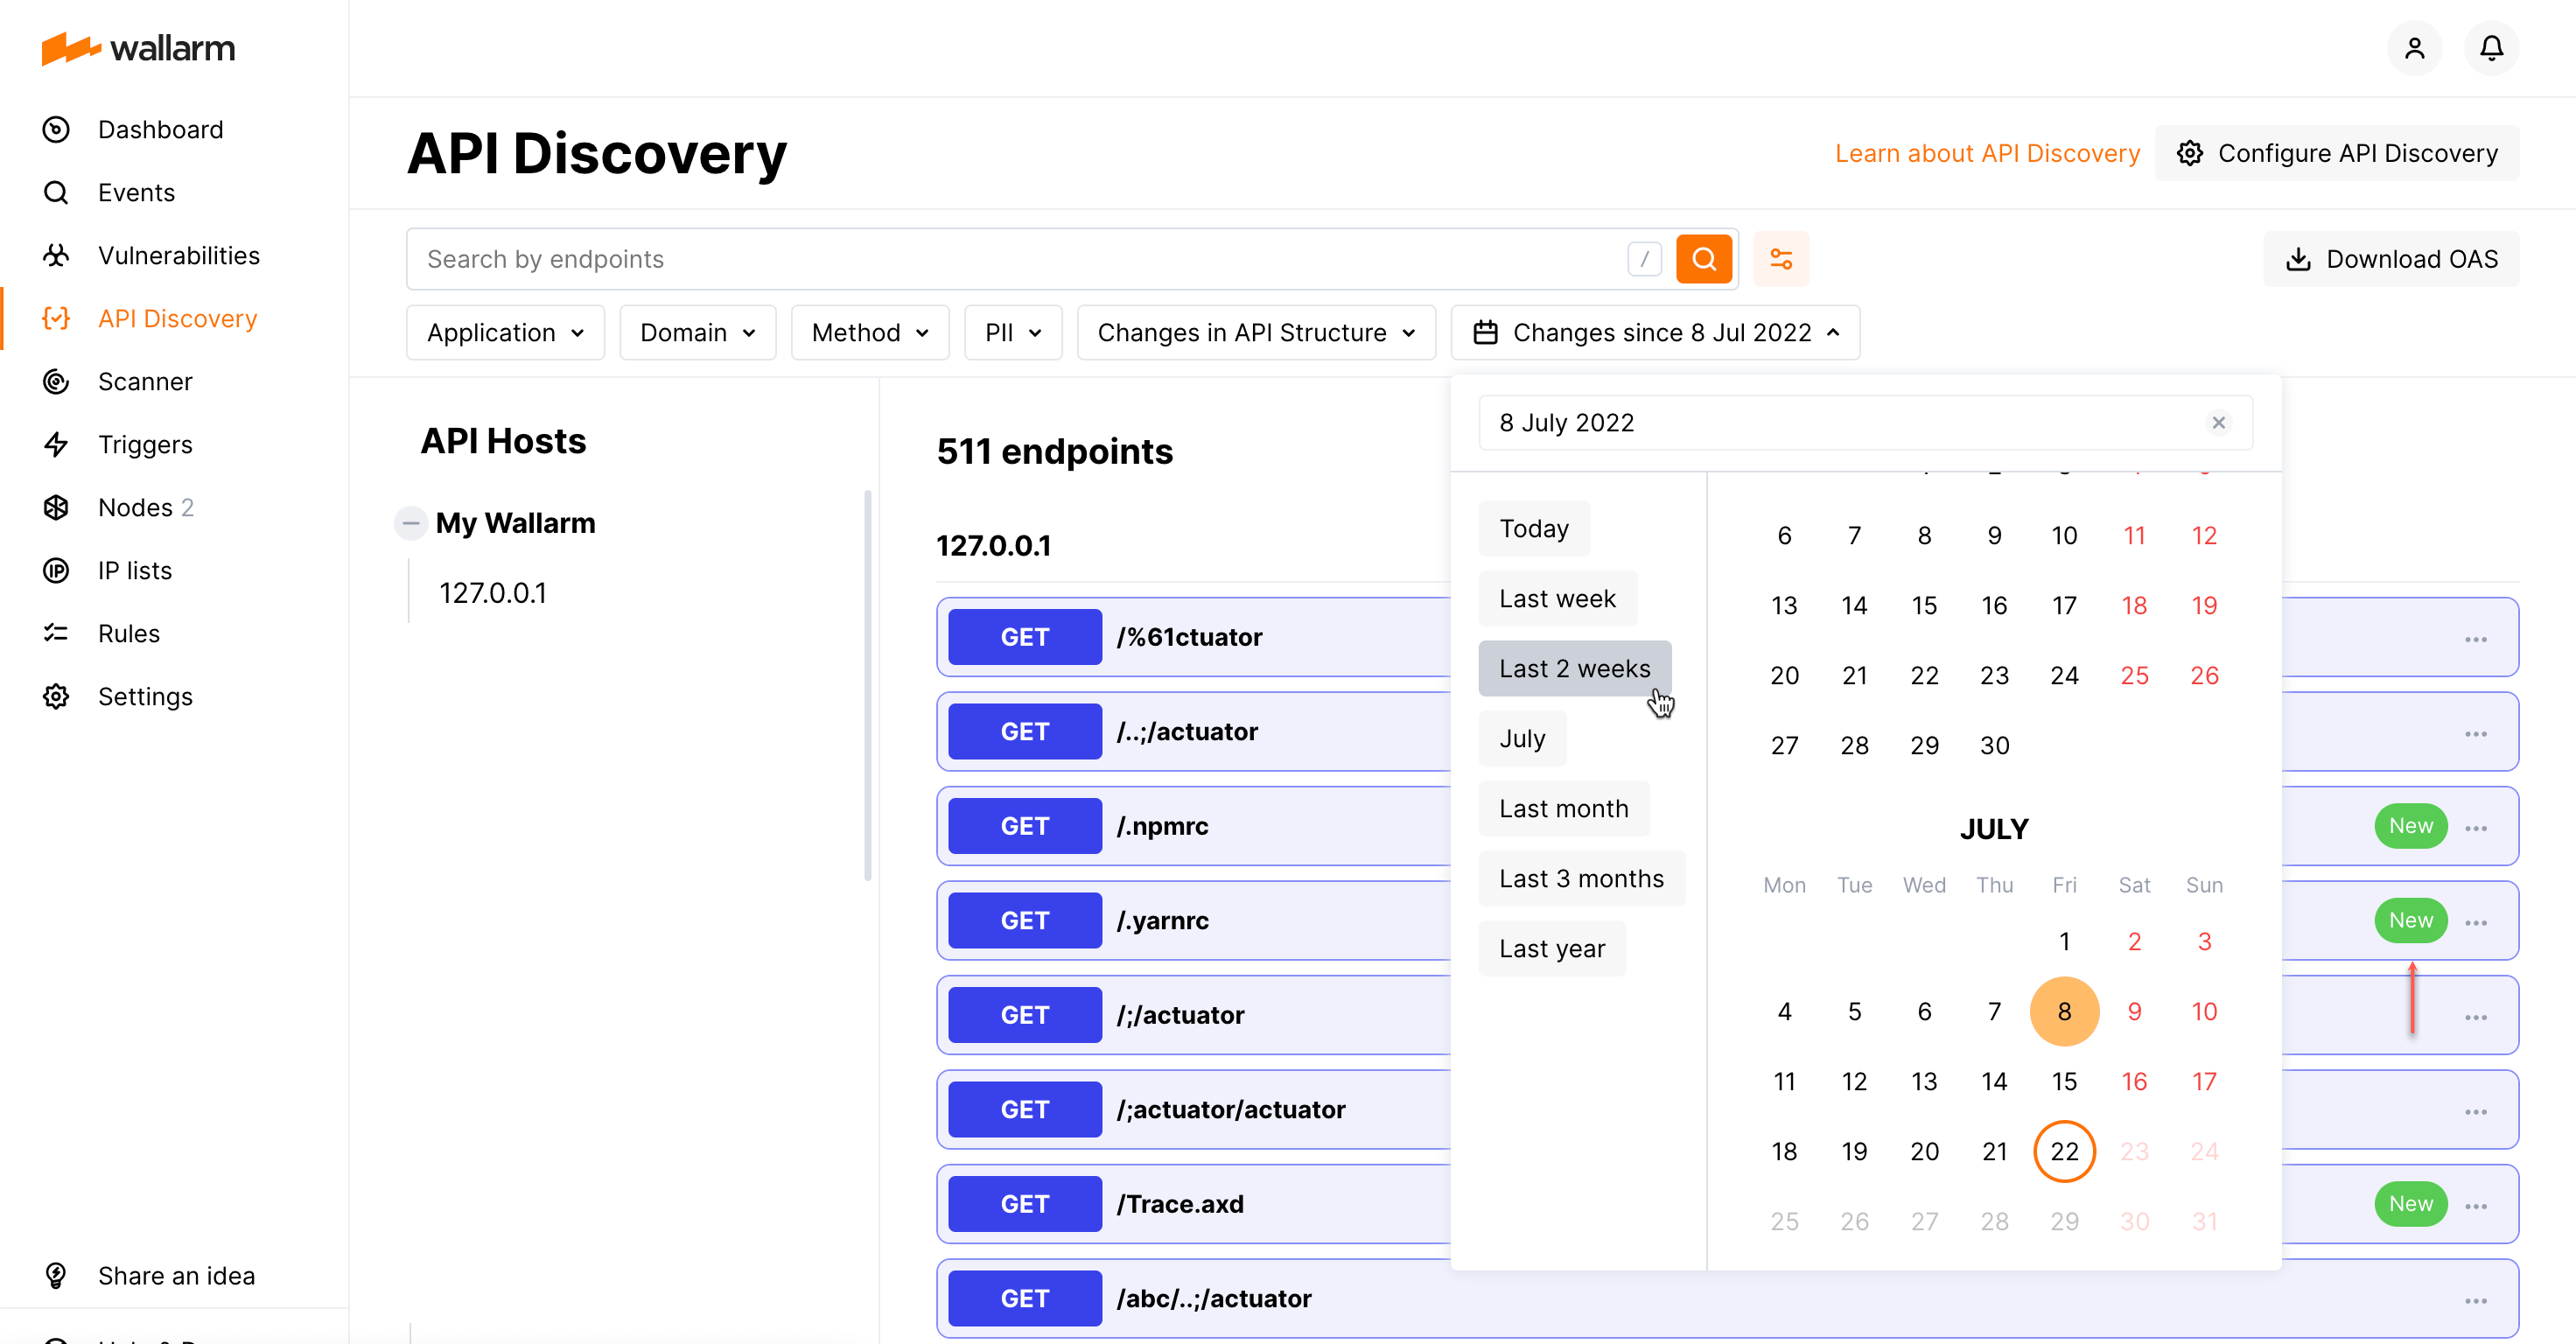 wallarm
Dashboard
Events
Vulnerabilities
API Discovery
Scanner
Triggers
Nodes 2
IP lists
Rules
Settings
Share an idea
API Discovery
Learn about API Discovery
Configure API Discovery
Search by endpoints
/
Download OAS
Application
Domain
Method
PII
Changes in API Structure
Changes since 8 Jul 2022
API Hosts
My Wallarm
127.0.0.1
511 endpoints
127.0.0.1
GET /%61ctuator
GET /..;/actuator
GET /.npmrc New
GET /.yarnrc New
GET /;/actuator
GET /;actuator/actuator
GET /Trace.axd New
GET /abc/..;/actuator
8 July 2022
Today
Last week
Last 2 weeks
July
Last month
Last 3 months
Last year
6 7 8 9 10 11 12
13 14 15 16 17 18 19
20 21 22 23 24 25 26
27 28 29 30
JULY
Mon Tue Wed Thu Fri Sat Sun
1 2 3
4 5 6 7 8 9 10
11 12 13 14 15 16 17
18 19 20 21 22 23 24
25 26 27 28 29 30 31